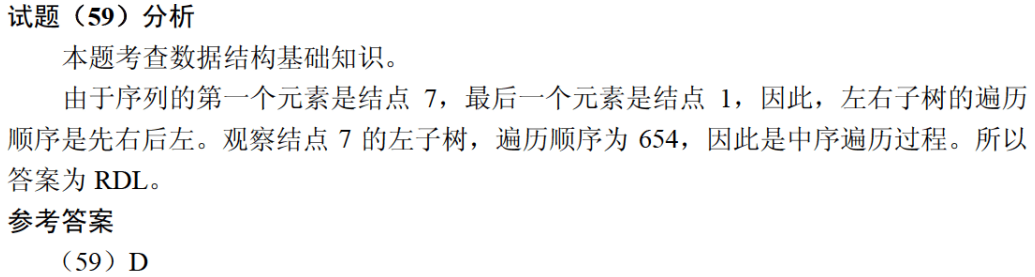 试题（59）分析
本题考查数据结构基础知识。
由于序列的第一个元素是结点 7，最后一个元素是结点 1，因此，左右子树的遍历
顺序是先右后左。观察结点 7 的左子树，遍历顺序为 654，因此是中序遍历过程。所以
答案为 RDL。
参考答案
（59）D